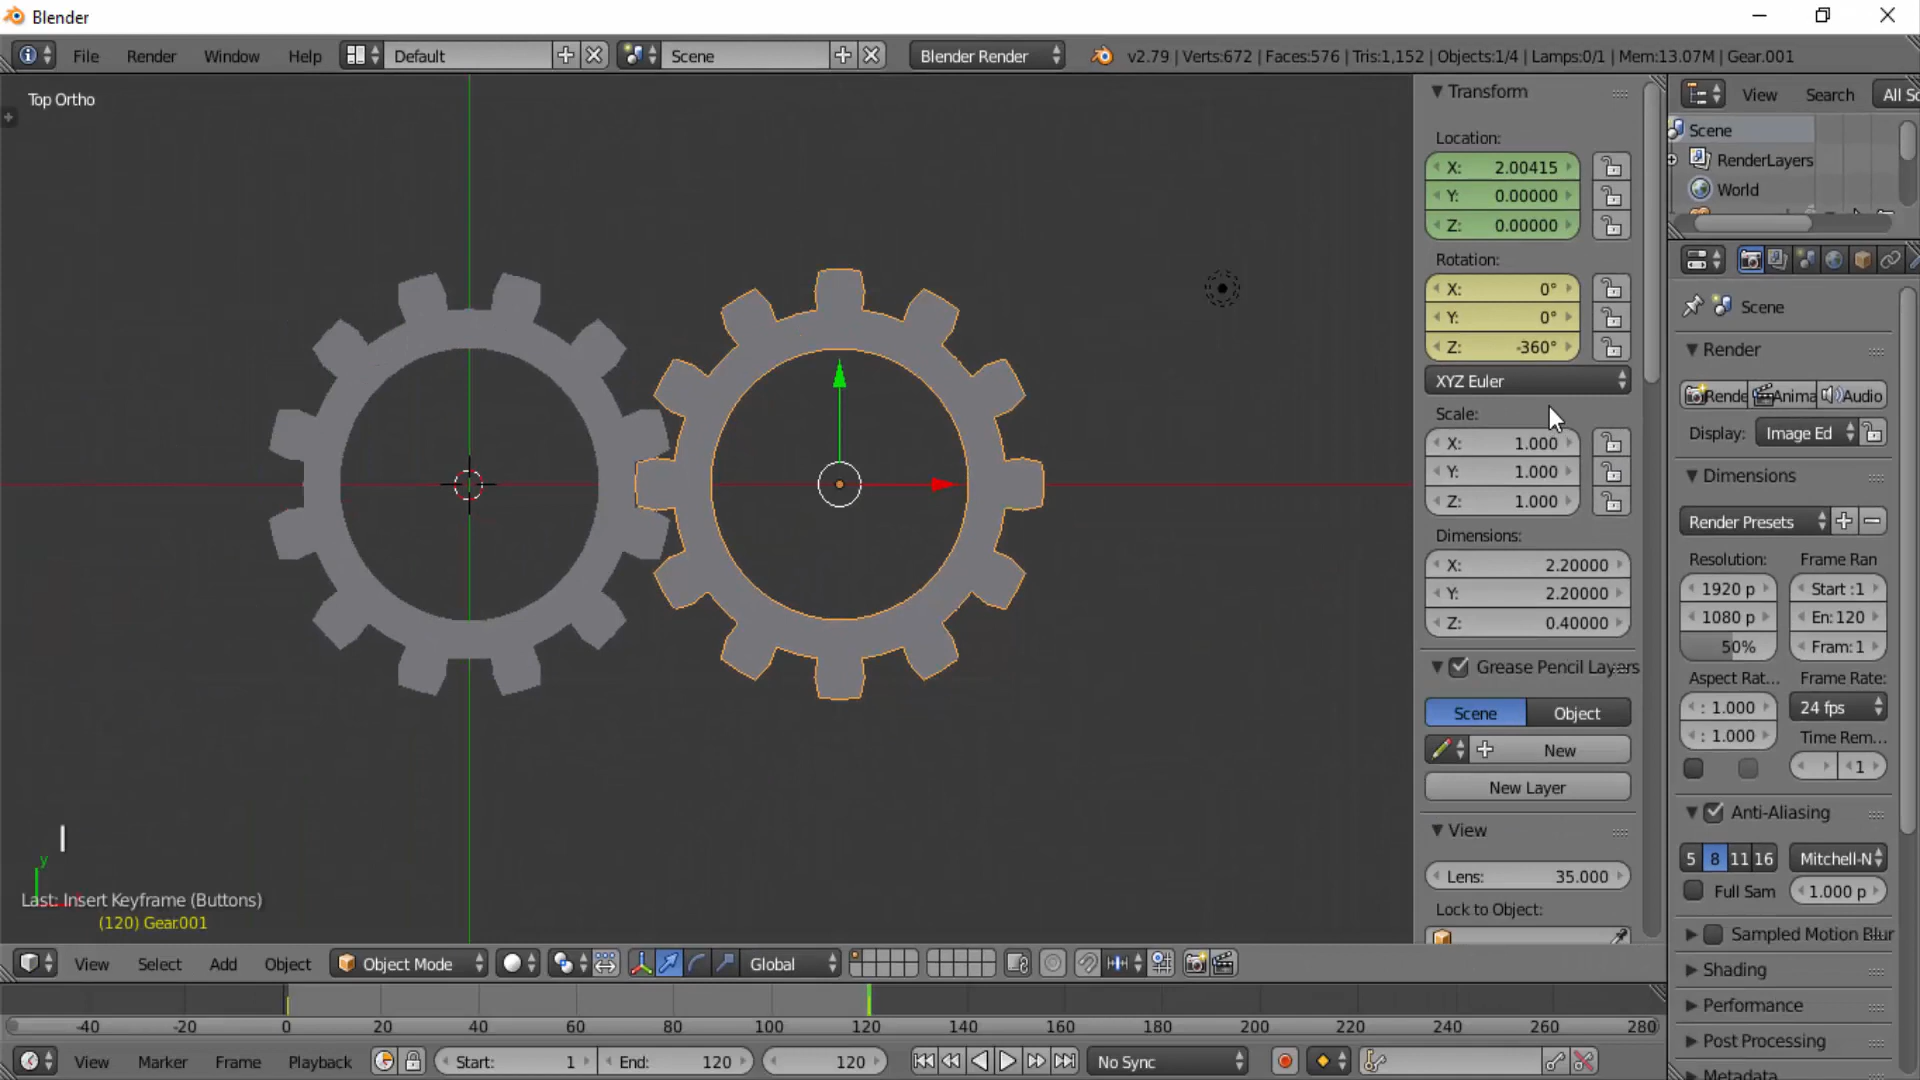 Blender
File Render Window Help Default Scene Blender Render v2.79 | Verts:672 | Faces:576 | Tris:1,152 | Objects:1/4 | Lamps:0/1 | Mem:13.07M | Gear.001
Top Ortho
Transform
Location:
X: 2.00415
Y: 0.00000
Z: 0.00000
Rotation:
X: 0°
Y: 0°
Z: -360°
XYZ Euler
Scale:
X: 1.000
Y: 1.000
Z: 1.000
Dimensions:
X: 2.20000
Y: 2.20000
Z: 0.40000
Grease Pencil Layers
Scene Object
New
New Layer
View
Lens: 35.000
Lock to Object:
View Search All Sc
Scene
RenderLayers
World
Scene
Render
Rende Anima Audio
Display: Image Ed
Dimensions
Render Presets
Resolution: Frame Ran
1920 p Start :1
1080 p En: 120
50% Fram: 1
Aspect Rat... Frame Rate:
: 1.000 24 fps
: 1.000 Time Rem...
1
Anti-Aliasing
5 8 11 16 Mitchell-N
Full Sam 1.000 p
Sampled Motion Blur
Shading
Performance
Post Processing
Metadata
y
Last: Insert Keyframe (Buttons)
(120) Gear.001
View Select Add Object Object Mode Global
-40 -20 0 20 40 60 80 100 120 140 160 180 200 220 240 260 280
View Marker Frame Playback Start: 1 End: 120 120 No Sync